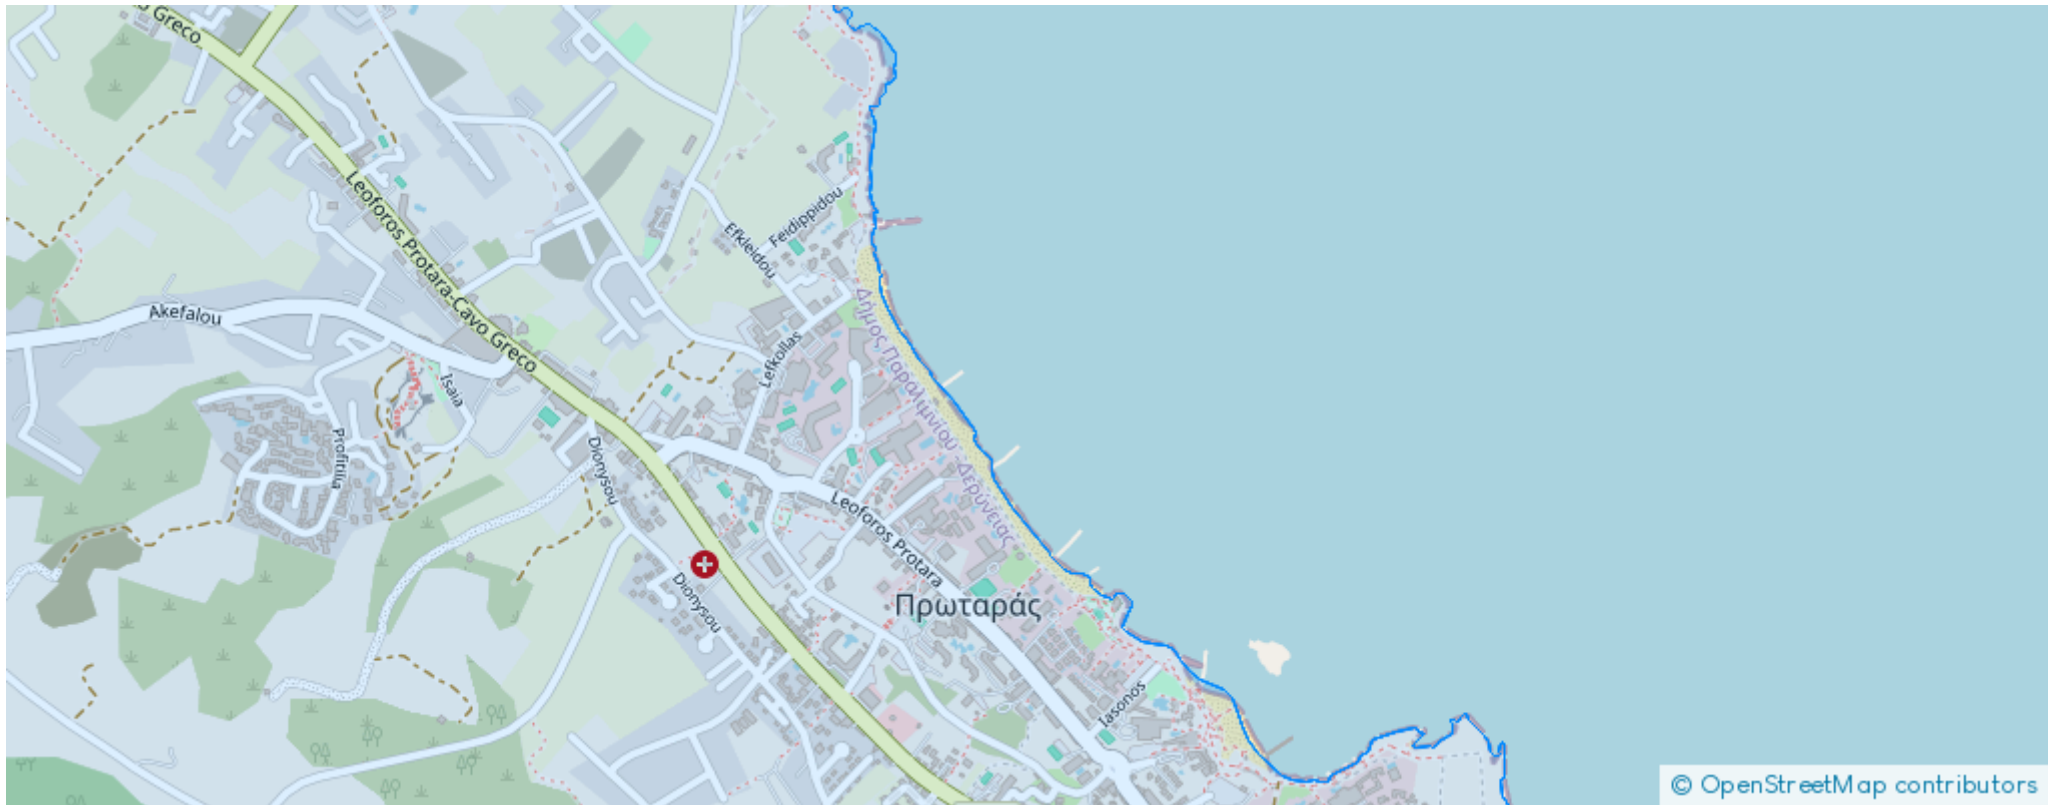 o Greco
Leoforos Protara-Cavo Greco
Feidippidou
Efkleidou
Akefalou
Δήμος Παραλιμνίου -Δερύνειας
Lefkollas
Isaia
Profitilia
Dionysou
Leoforos Protara
Dionysou
Πρωταράς
Iasonos
© OpenStreetMap contributors